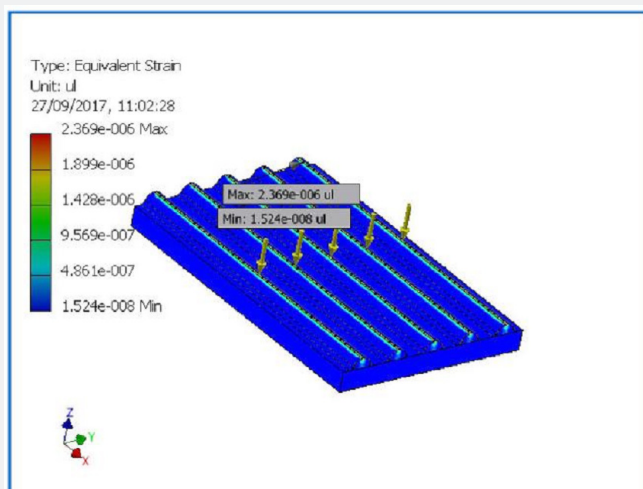 Type: Equivalent Strain
Unit: ul
27/09/2017, 11:02:28
2.369e-006 Max
1.899e-006
1.428e-006
9.569e-007
4.861e-007
1.524e-008 Min
Max: 2.369e-006 ul
Min: 1.524e-008 ul
Z
Y
X